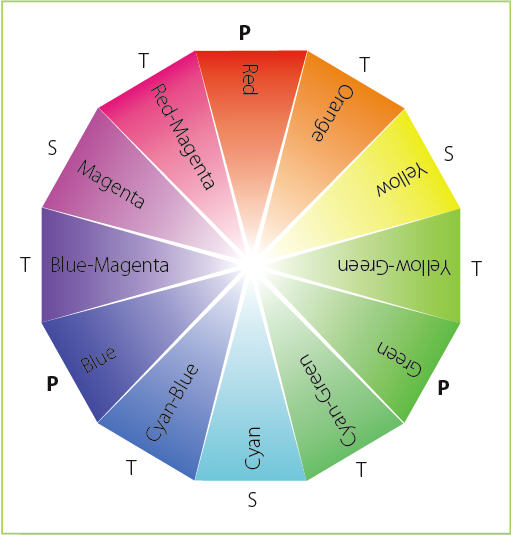 P
Red
T
Orange
S
Yellow
T
Yellow-Green
P
Green
T
Cyan-Green
S
Cyan
T
Cyan-Blue
P
Blue
T
Blue-Magenta
S
Magenta
T
Red-Magenta